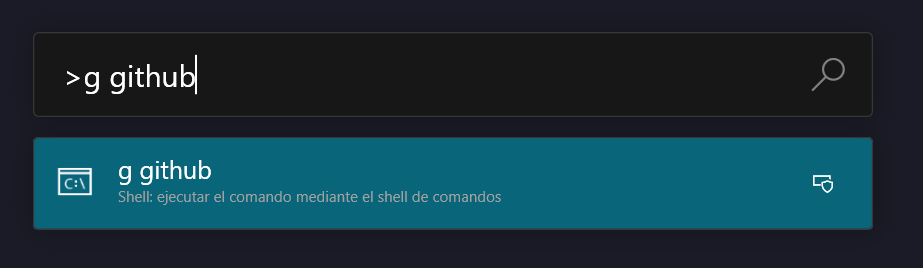 >g github
C:\
g github
Shell: ejecutar el comando mediante el shell de comandos